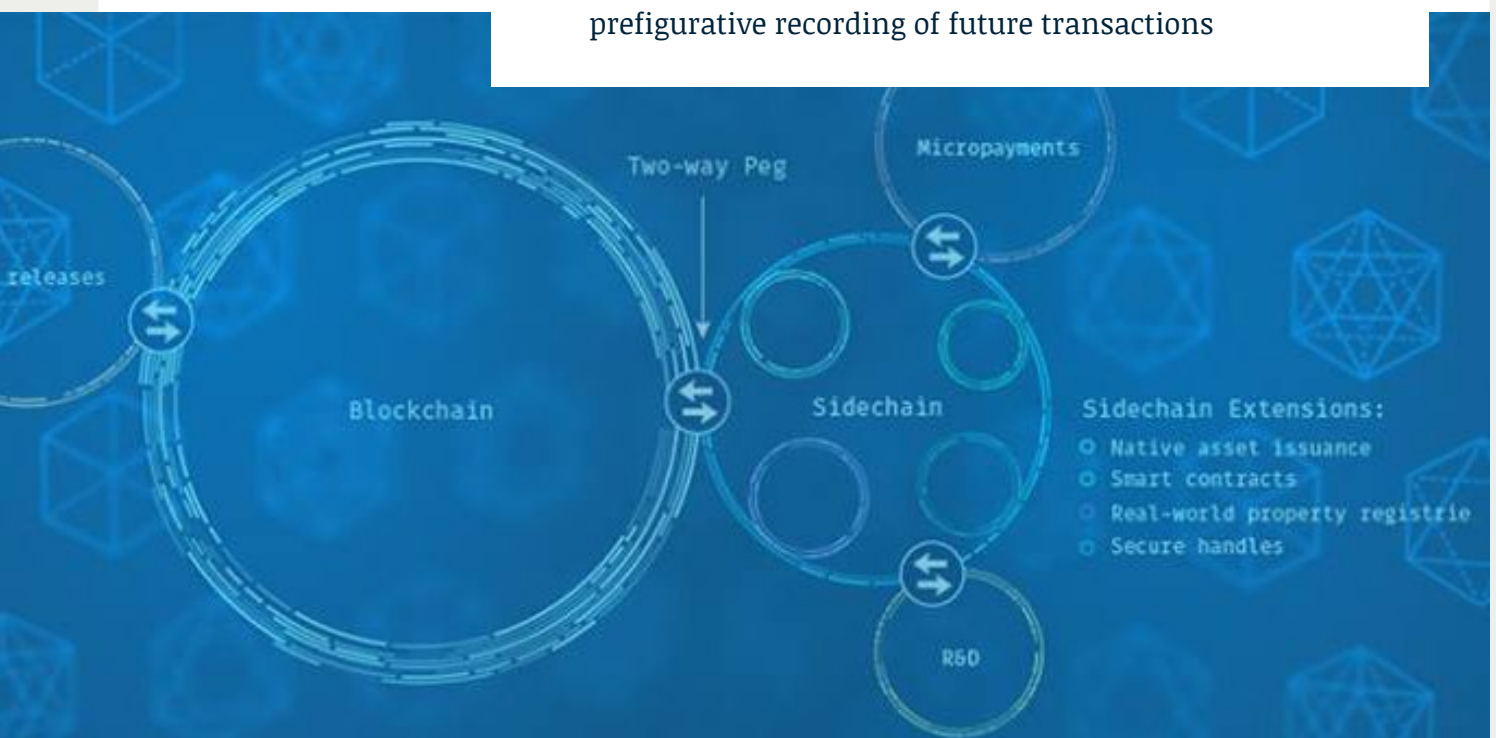 prefigurative recording of future transactions
Two-way Peg
Micropayments
releases
Blockchain
Sidechain
Sidechain Extensions:
Native asset issuance
Smart contracts
Real-world property registrie
Secure handles
R&D